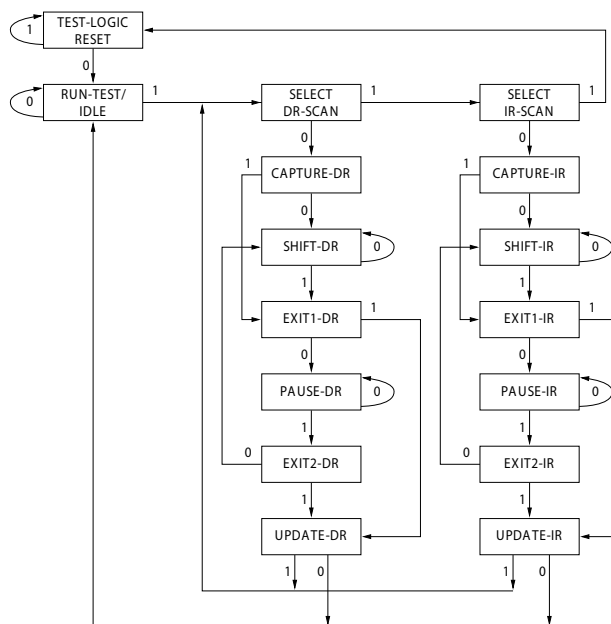 TEST-LOGIC
RESET
1
0
RUN-TEST/
IDLE
0
1
SELECT
DR-SCAN
1
SELECT
IR-SCAN
1
0
0
1
CAPTURE-DR
1
CAPTURE-IR
0
0
SHIFT-DR
0
SHIFT-IR
0
1
1
EXIT1-DR
1
EXIT1-IR
1
0
0
PAUSE-DR
0
PAUSE-IR
0
1
1
0
EXIT2-DR
0
EXIT2-IR
1
1
UPDATE-DR
UPDATE-IR
1
0
1
0